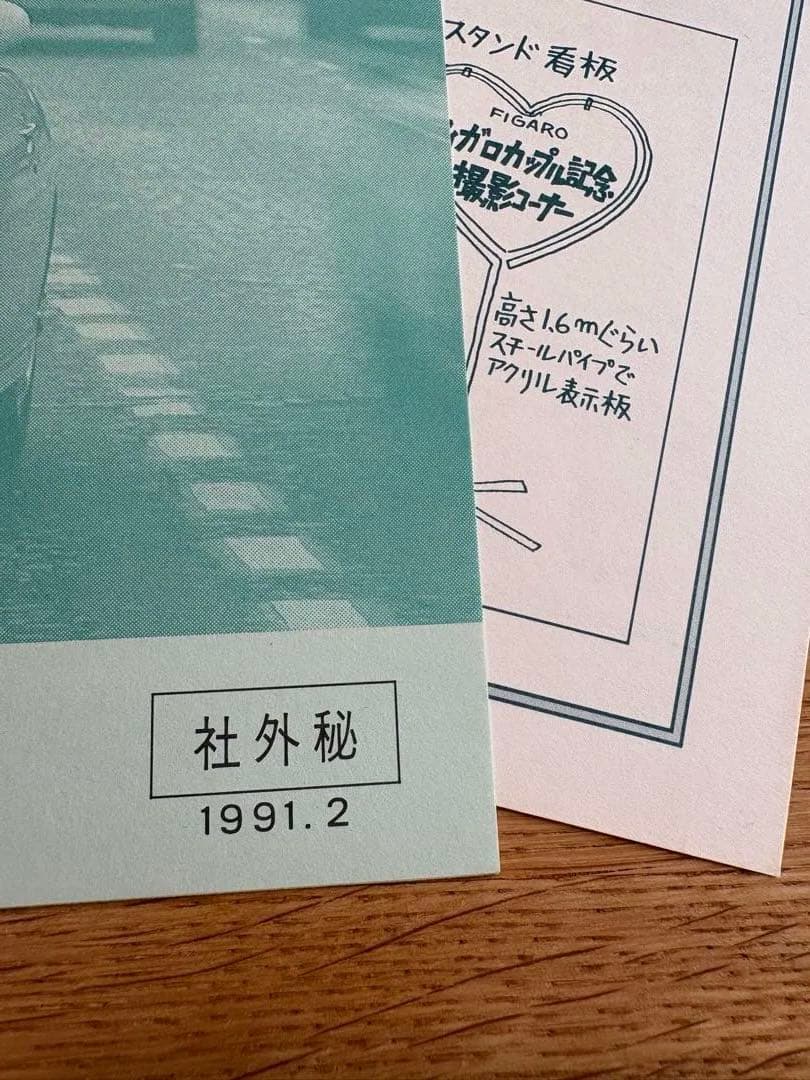 スタンド看板
FIGARO
ィガロカップル記念
撮影コーナー
高さ1.6mぐらい
スチールパイプで
アクリル表示板
社外秘
1991.2